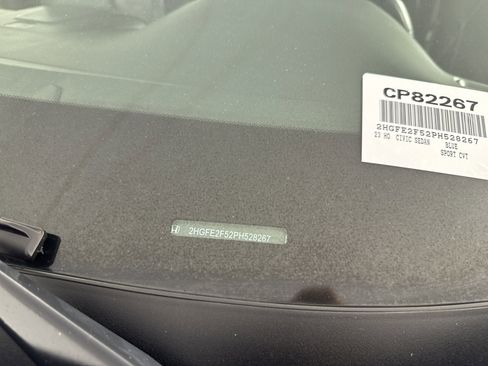 CP82267
2HGFE2F52PH528267
23 HO CIVIC SEDAN BLUE
SPORT CVT
2HGFE2F52PH528267